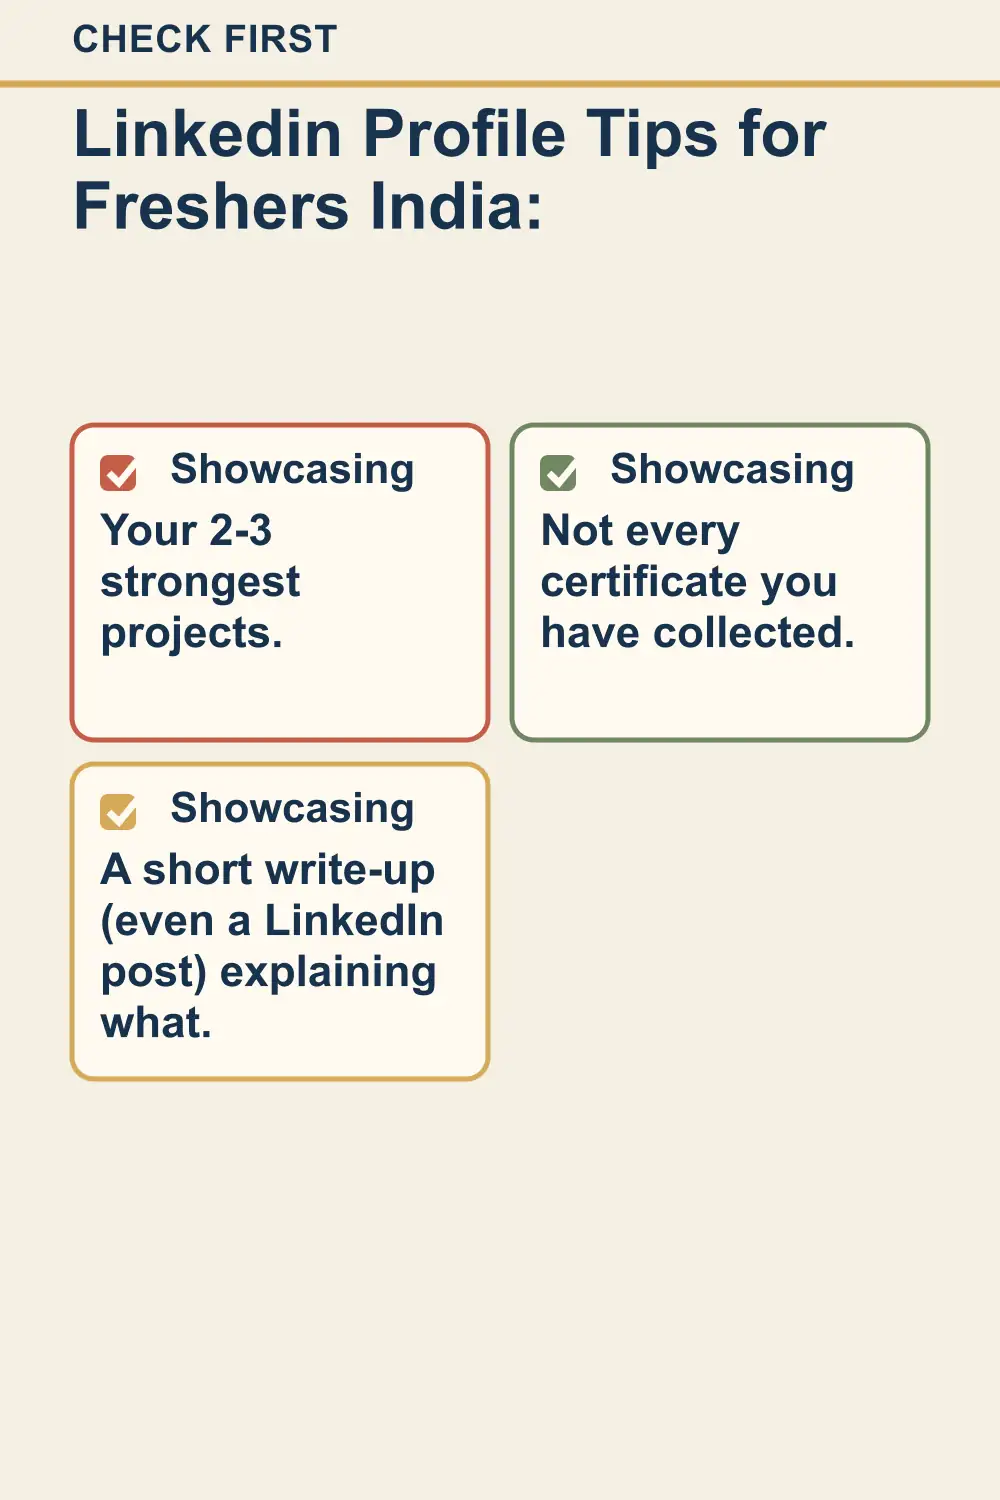 CHECK FIRST
Linkedin Profile Tips for
Freshers India:
Showcasing
Your 2-3
strongest
projects.
Showcasing
Not every
certificate you
have collected.
Showcasing
A short write-up
(even a LinkedIn
post) explaining
what.